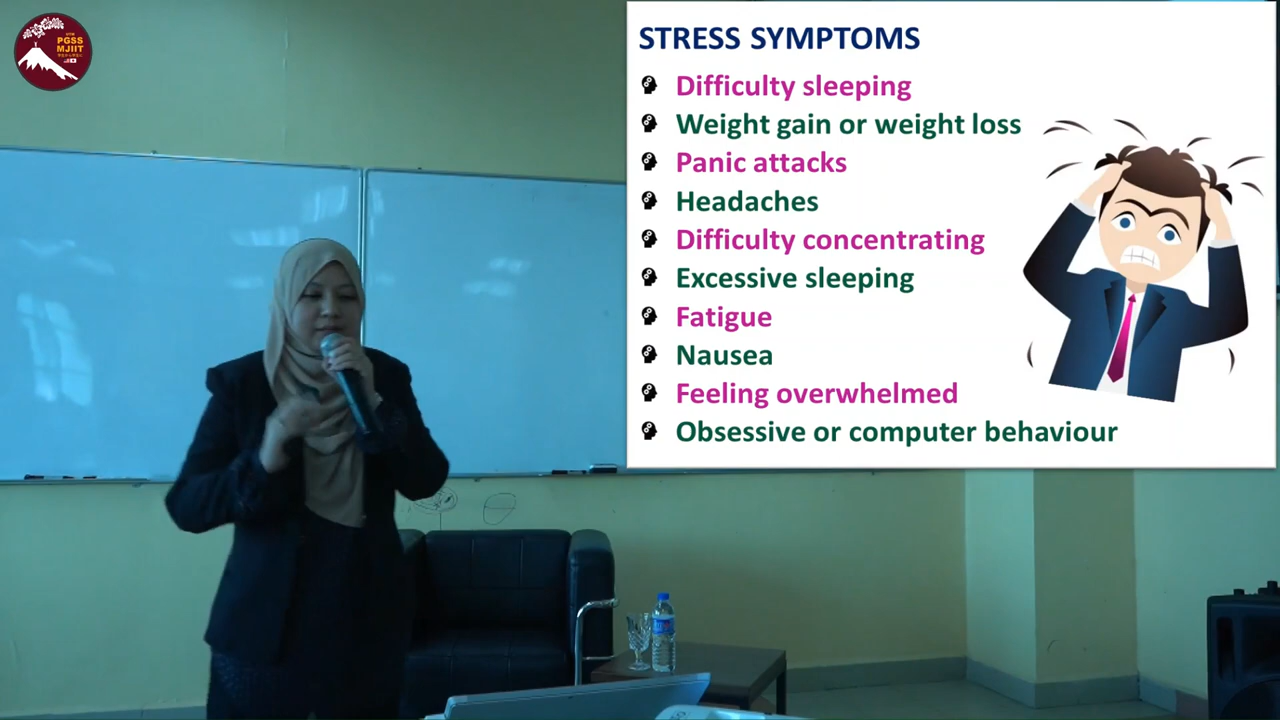 PGSS
MJIIT
STRESS SYMPTOMS
Difficulty sleeping
Weight gain or weight loss
Panic attacks
Headaches
Difficulty concentrating
Excessive sleeping
Fatigue
Nausea
Feeling overwhelmed
Obsessive or computer behaviour